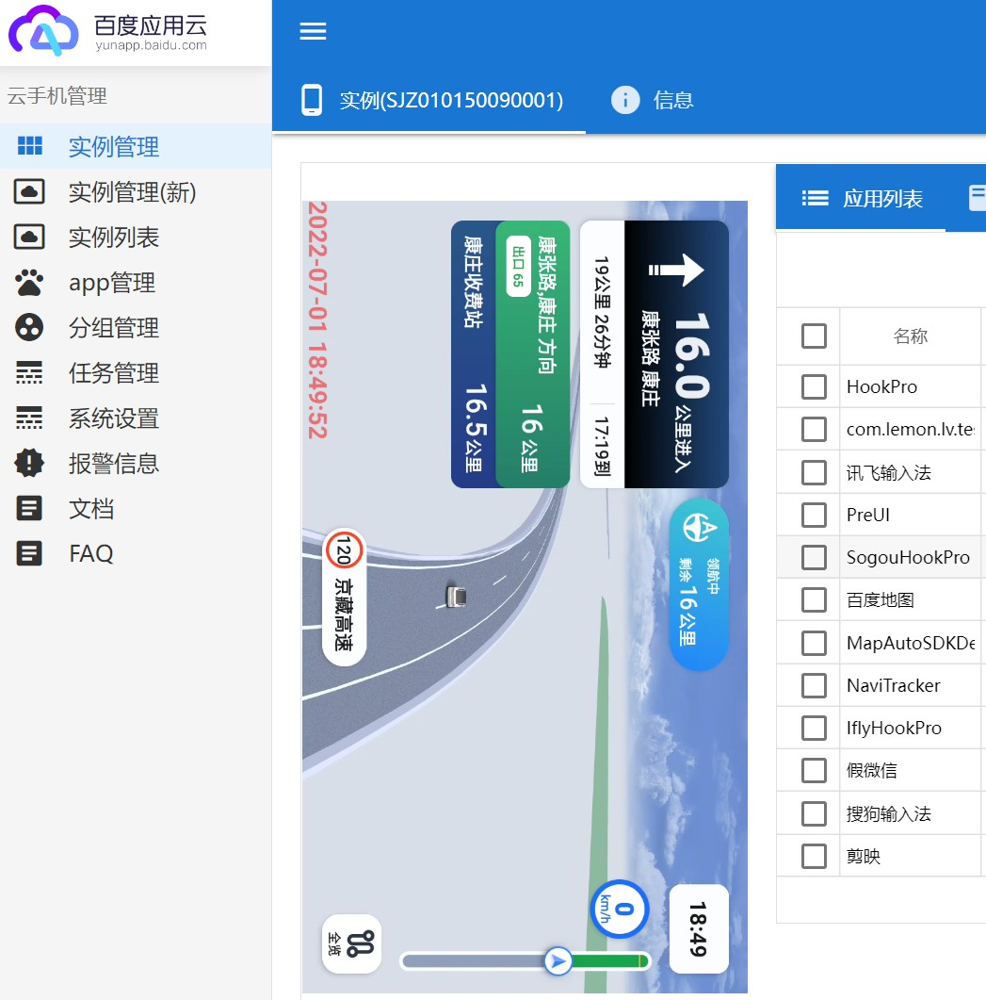 百度应用云
yunapp.baidu.com
云手机管理
实例管理
实例管理(新)
实例列表
app管理
分组管理
任务管理
系统设置
报警信息
文档
FAQ
实例(SJZ010150090001)
信息
16.0 公里进入
康张路 康庄
19公里 26分钟
17:19到
康张路,康庄 方向
出口 65
16 公里
康庄收费站
16.5 公里
2022-07-01 18:49:52
领航中
剩余 16 公里
120 京藏高速
18:49
0
km/h
全览
应用列表
名称
HookPro
com.lemon.lv.te
讯飞输入法
PreUI
SogouHookPro
百度地图
MapAutoSDKDe
NaviTracker
IflyHookPro
假微信
搜狗输入法
剪映